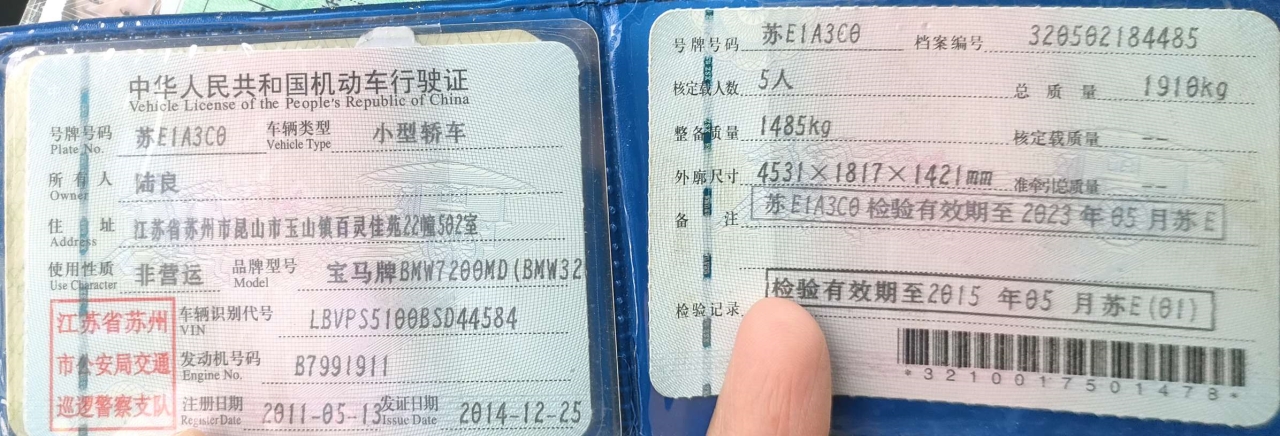 中华人民共和国机动车行驶证
Vehicle License of the People's Republic of China
号牌号码 苏E1A3C0 车辆类型 小型轿车
Plate No. Vehicle Type
所有人 陆良
Owner
住址 江苏省苏州市昆山市玉山镇百灵佳苑22幢502室
Address
使用性质 非营运 品牌型号 宝马牌BMW7200MD(BMW32
Use Character Model
江苏省苏州
市公安局交通
巡逻警察支队
车辆识别代号 LBVPS5100BSD44584
VIN
发动机号码 B7991911
Engine No.
注册日期 2011-05-13 发证日期 2014-12-25
Register Date Issue Date
号牌号码 苏E1A3C0 档案编号 320502184485
核定载人数 5人 总质量 1910kg
整备质量 1485kg 核定载质量 --
外廓尺寸 4531×1817×1421mm 准牵引总质量 --
备注 苏E1A3C0检验有效期至2023年05月苏E
检验记录 检验有效期至2015年05月苏E(01)
*3210017501478*